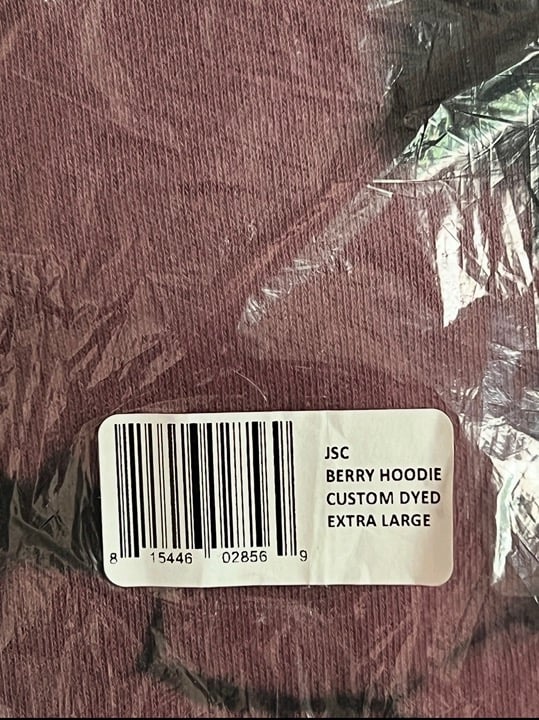 JSC
BERRY HOODIE
CUSTOM DYED
EXTRA LARGE
8 15446 02856 9